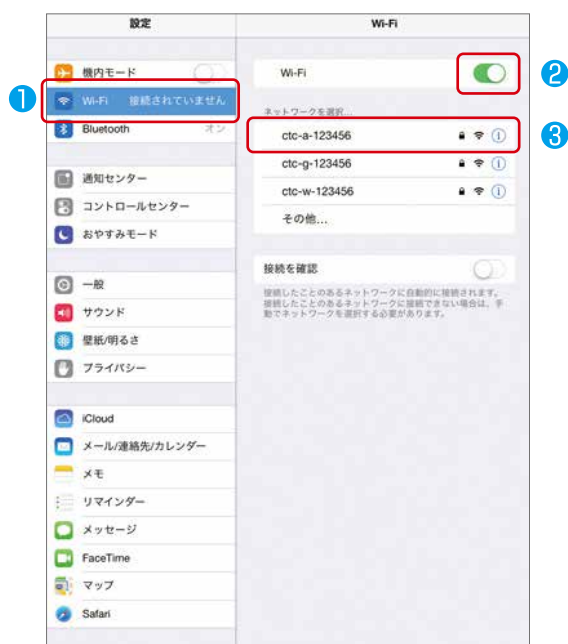 設定
機内モード
❶
Wi-Fi 接続されていません
Bluetooth オン
通知センター
コントロールセンター
おやすみモード
一般
サウンド
壁紙/明るさ
プライバシー
iCloud
メール/連絡先/カレンダー
メモ
リマインダー
メッセージ
FaceTime
マップ
Safari
Wi-Fi
Wi-Fi
❷
ネットワークを選択...
ctc-a-123456
❸
ctc-g-123456
ctc-w-123456
その他...
接続を確認
接続したことのあるネットワークに自動的に接続されます。
接続したことのあるネットワークに接続できない場合は、手
動でネットワークを選択する必要があります。